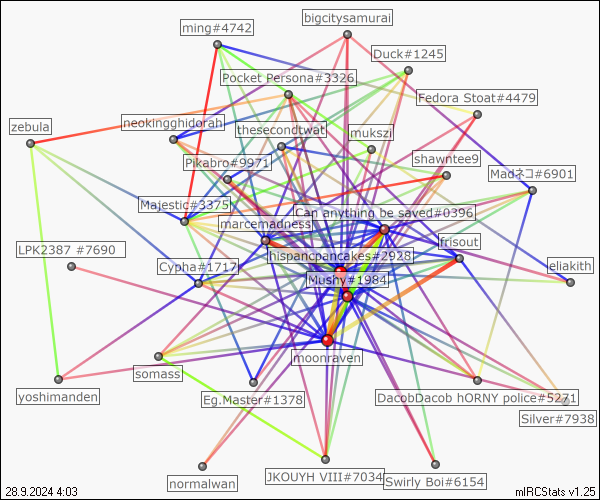 ming#4742
bigcitysamurai
Duck#1245
Pocket Persona#3326
Fedora Stoat#4479
zebula
neokingghidorah
thesecondtwat
mukszi
Pikabro#9971
shawntee9
Madネコ#6901
Majestic#3375
marcemadness
Can anything be saved#0396
LPK2387 #7690
hispancpancakes#2928
frisout
Cypha#1717
Mushy#1984
eliakith
moonraven
somass
yoshimanden
Eg.Master#1378
DacobDacob hORNY police#5271
Silver#7938
normalwan
JKOUYH VIII#7034
Swirly Boi#6154
28.9.2024 4:03
mIRCStats v1.25